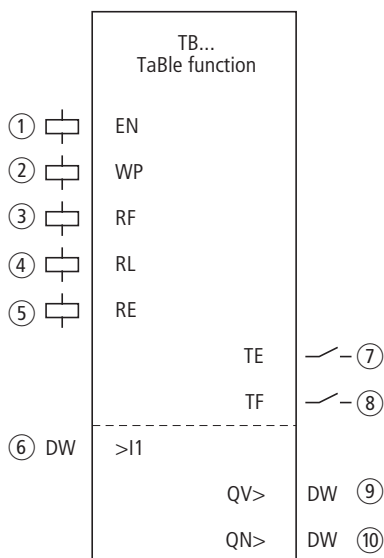 TB...
TaBle function
1 EN
2 WP
3 RF
4 RL
5 RE
TE 7
TF 8
6 DW >I1
QV> DW 9
QN> DW 10